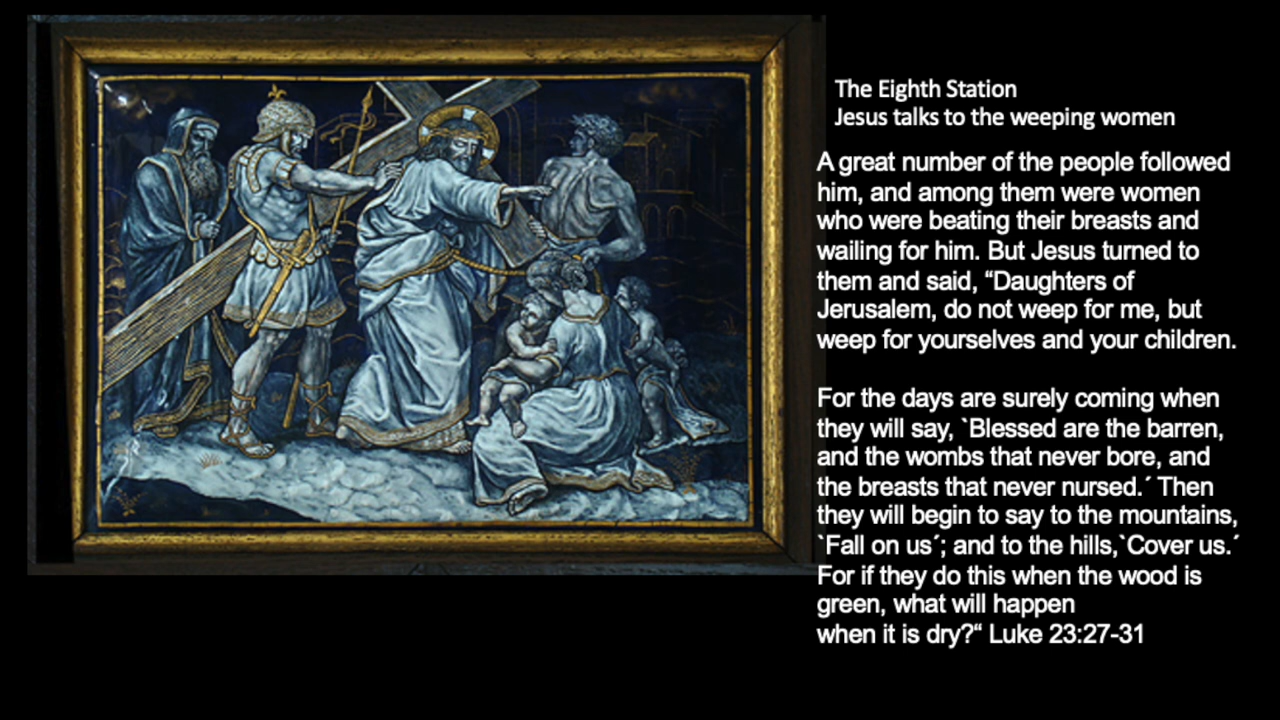 The Eighth Station
Jesus talks to the weeping women
A great number of the people followed
him, and among them were women
who were beating their breasts and
wailing for him. But Jesus turned to
them and said, “Daughters of
Jerusalem, do not weep for me, but
weep for yourselves and your children.
For the days are surely coming when
they will say, `Blessed are the barren,
and the wombs that never bore, and
the breasts that never nursed.´ Then
they will begin to say to the mountains,
`Fall on us´; and to the hills,`Cover us.´
For if they do this when the wood is
green, what will happen
when it is dry?“ Luke 23:27-31